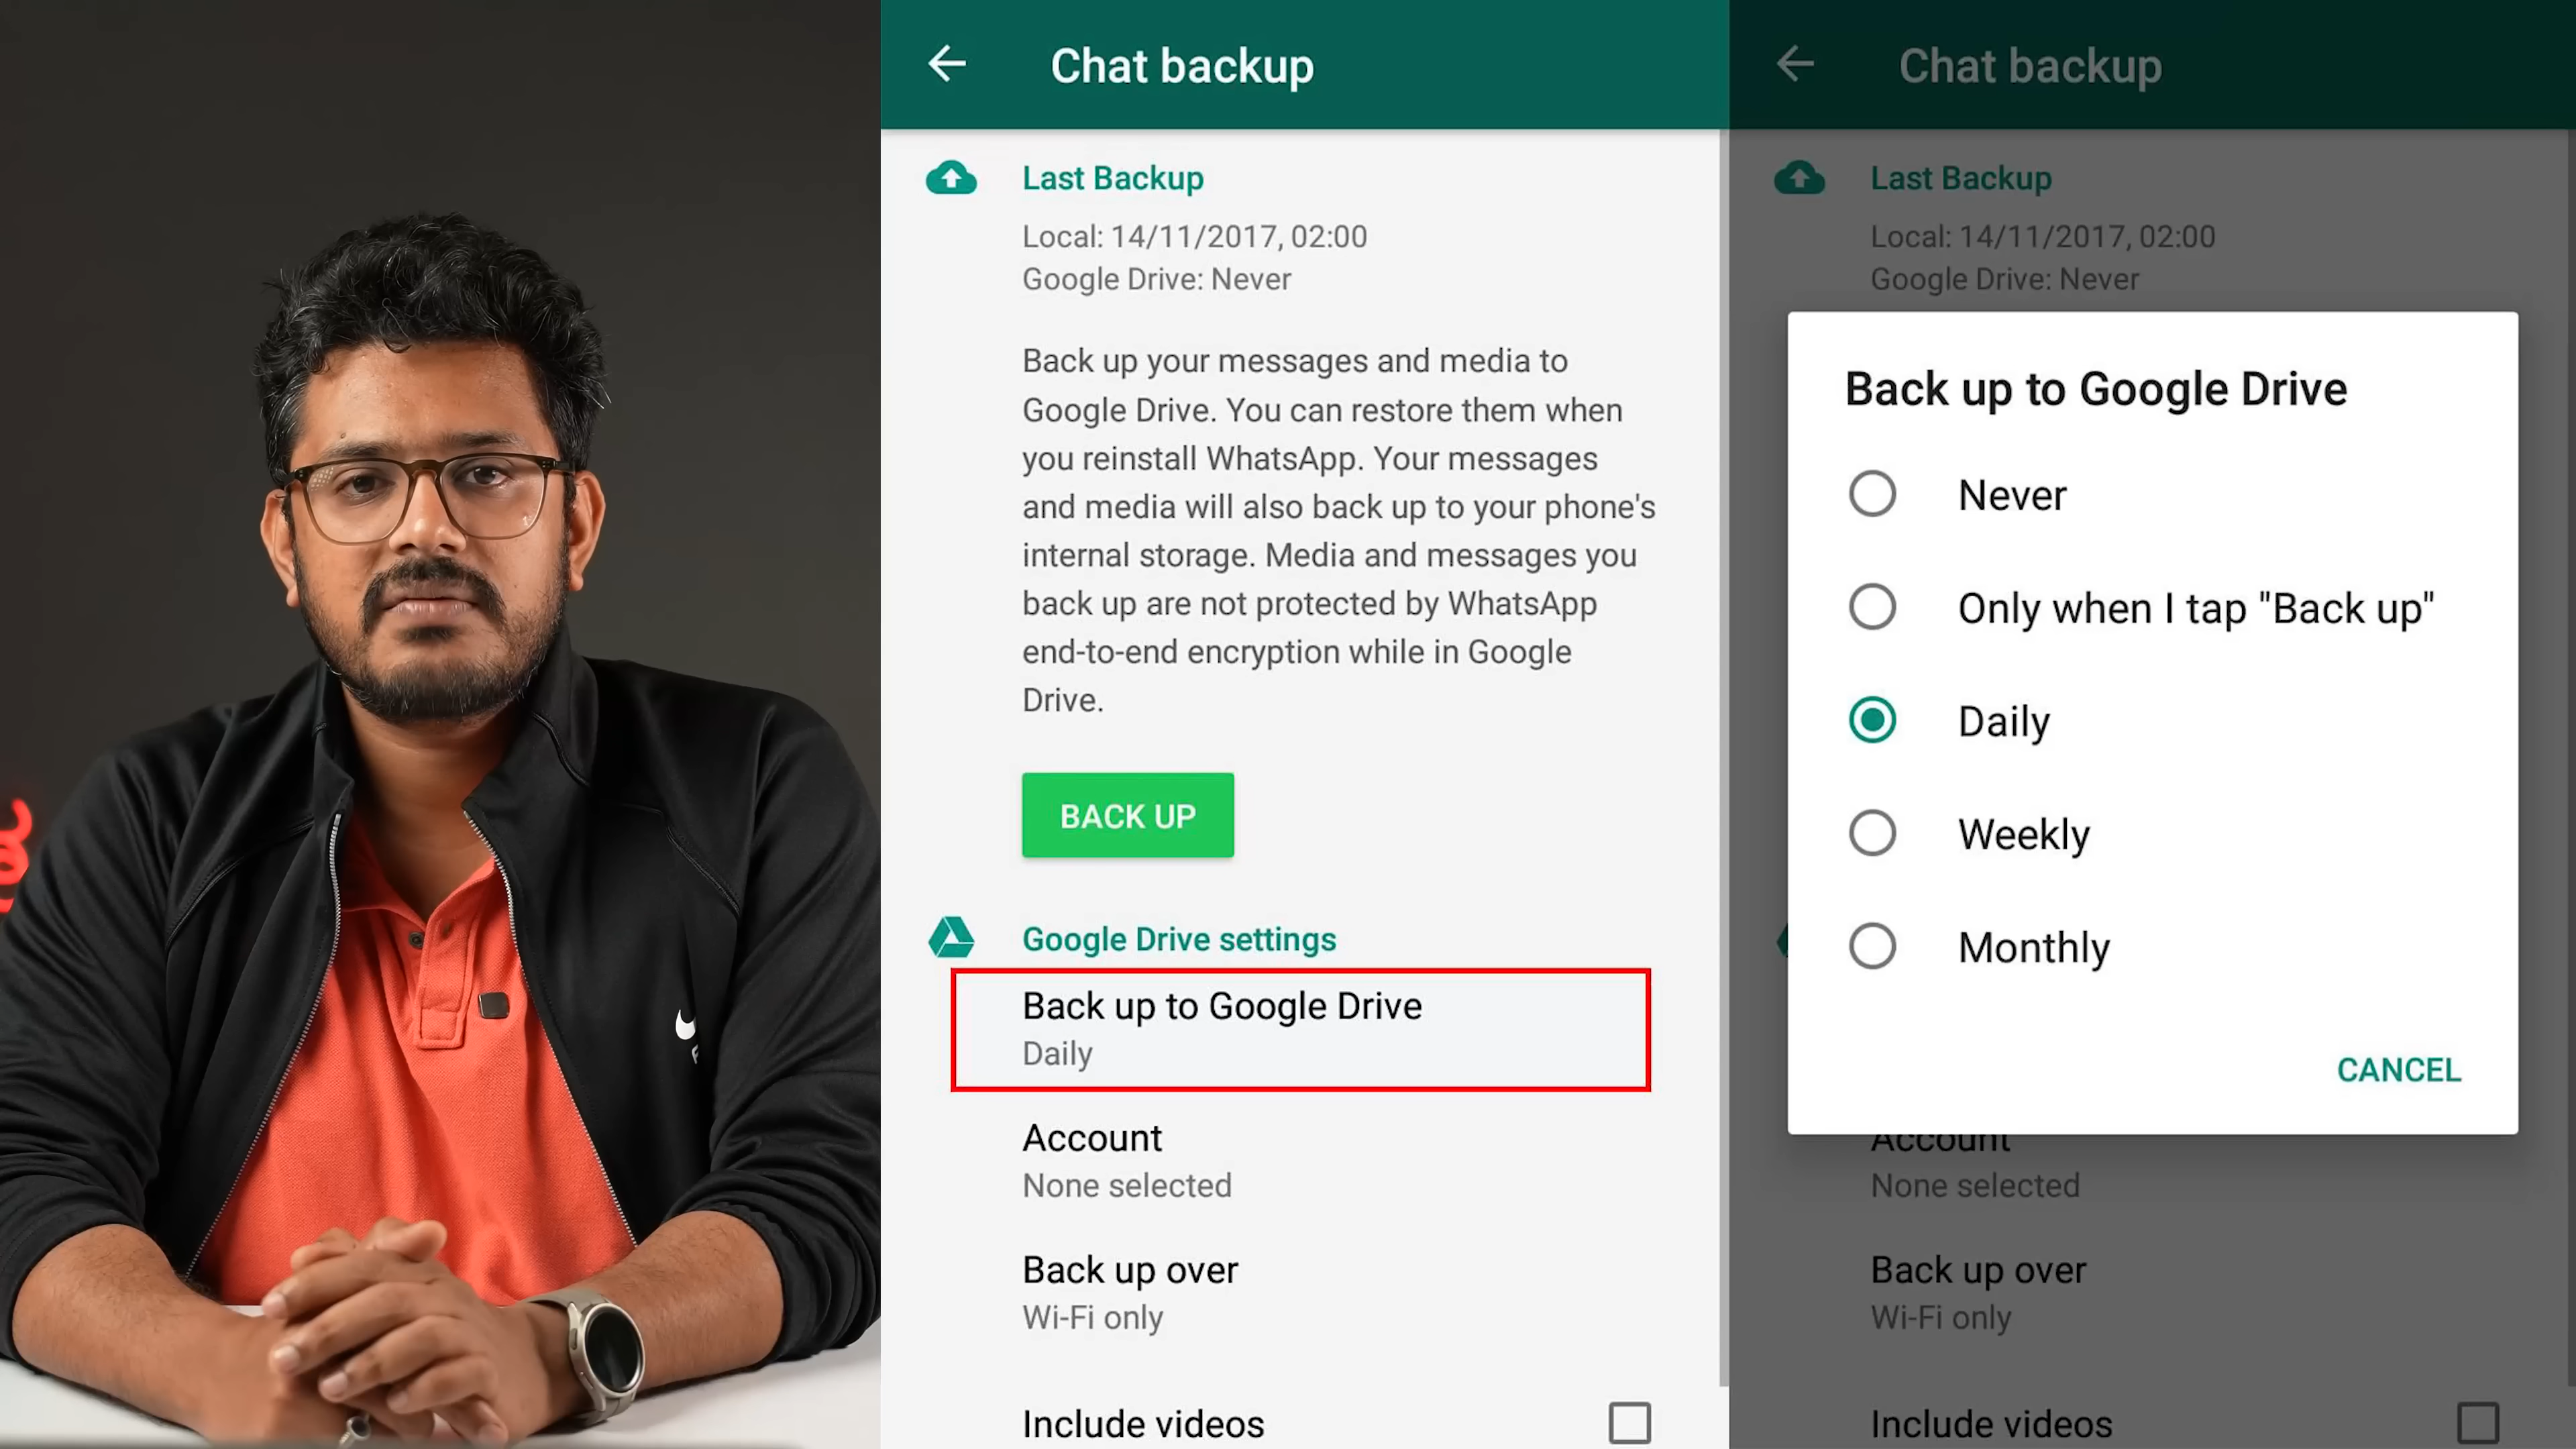 Chat backup
Last Backup
Local: 14/11/2017, 02:00
Google Drive: Never
Back up your messages and media to
Google Drive. You can restore them when
you reinstall WhatsApp. Your messages
and media will also back up to your phone's
internal storage. Media and messages you
back up are not protected by WhatsApp
end-to-end encryption while in Google
Drive.
BACK UP
Google Drive settings
Back up to Google Drive
Daily
Account
None selected
Back up over
Wi-Fi only
Include videos
Chat backup
Last Backup
Local: 14/11/2017, 02:00
Google Drive: Never
Back up to Google Drive
Never
Only when I tap "Back up"
Daily
Weekly
Monthly
CANCEL
Account
None selected
Back up over
Wi-Fi only
Include videos